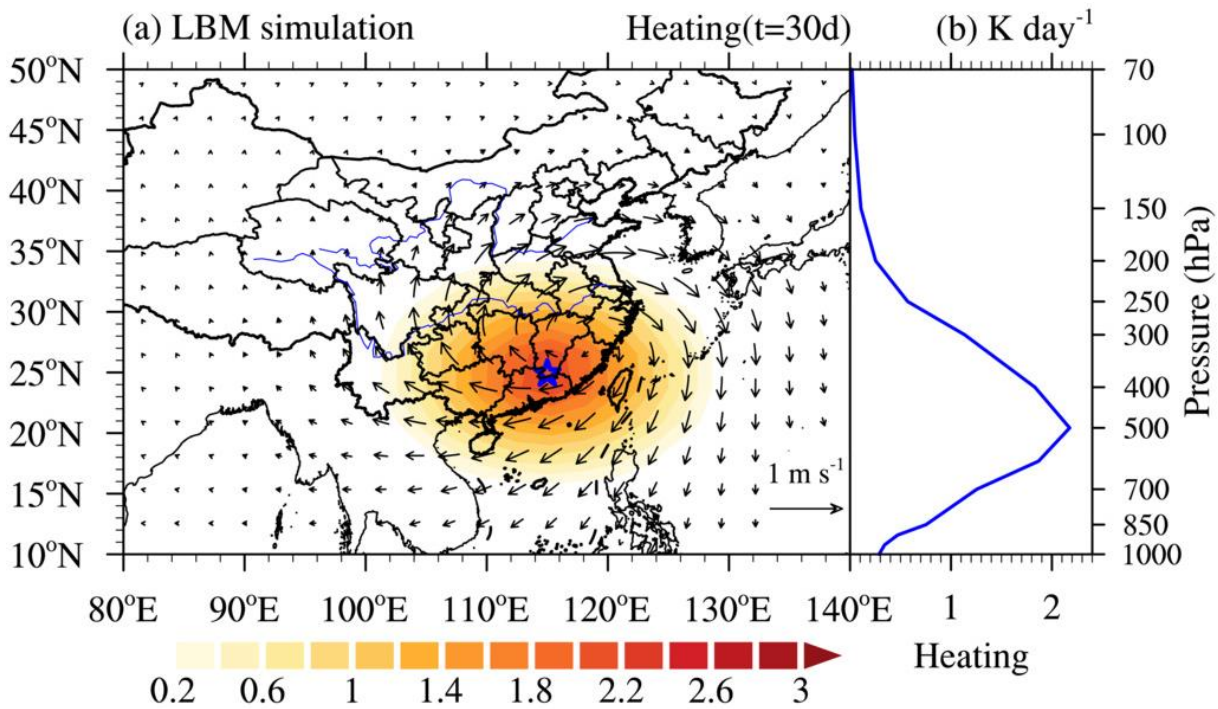 (a) LBM simulation Heating(t=30d) (b) K day⁻¹
50°N
45°N
40°N
35°N
30°N
25°N
20°N
15°N
10°N
1 m s⁻¹
80°E 90°E 100°E 110°E 120°E 130°E 140°E
0.2 0.6 1 1.4 1.8 2.2 2.6 3
70
100
150
200
250
300
400
500
700
850
1000
Pressure (hPa)
1 2
Heating